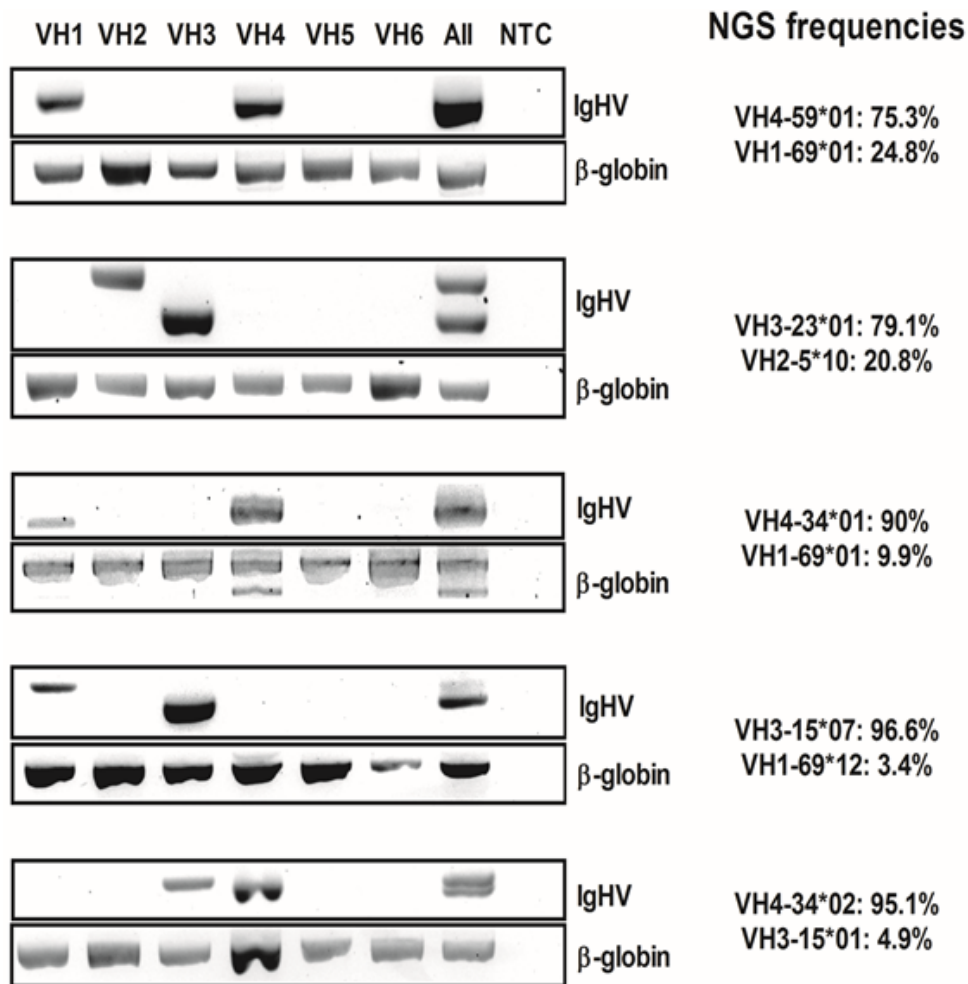 VH1 VH2 VH3 VH4 VH5 VH6 All NTC
NGS frequencies
IgHV
β-globin
VH4-59*01: 75.3%
VH1-69*01: 24.8%
IgHV
β-globin
VH3-23*01: 79.1%
VH2-5*10: 20.8%
IgHV
β-globin
VH4-34*01: 90%
VH1-69*01: 9.9%
IgHV
β-globin
VH3-15*07: 96.6%
VH1-69*12: 3.4%
IgHV
β-globin
VH4-34*02: 95.1%
VH3-15*01: 4.9%